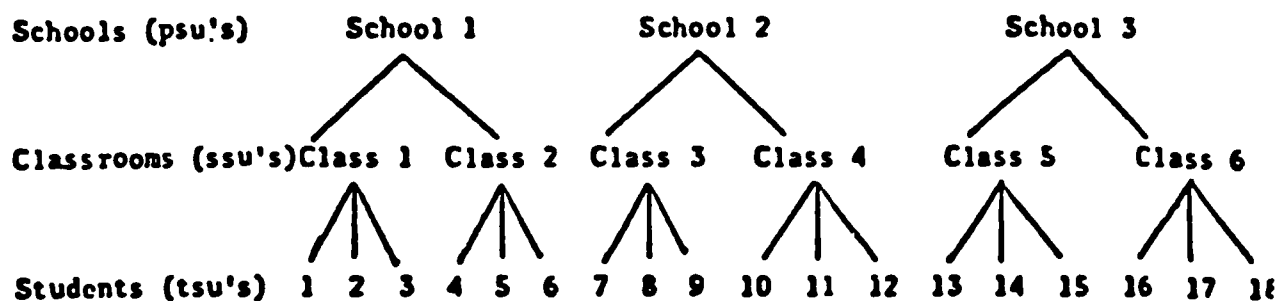 Schools (psu's) School 1 School 2 School 3
Classrooms (ssu's) Class 1 Class 2 Class 3 Class 4 Class 5 Class 6
Students (tsu's) 1 2 3 4 5 6 7 8 9 10 11 12 13 14 15 16 17